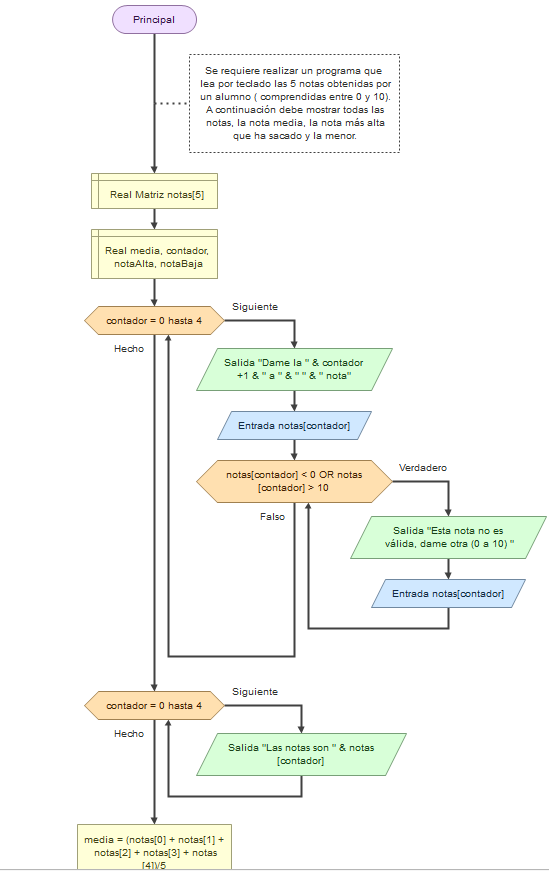 Principal
Se requiere realizar un programa que
lea por teclado las 5 notas obtenidas por
un alumno ( comprendidas entre 0 y 10).
A continuación debe mostrar todas las
notas, la nota media, la nota más alta
que ha sacado y la menor.
Real Matriz notas[5]
Real media, contador,
notaAlta, notaBaja
contador = 0 hasta 4
Siguiente
Hecho
Salida "Dame la " & contador
+1 & " a " & " " & " nota"
Entrada notas[contador]
notas[contador] < 0 OR notas
[contador] > 10
Verdadero
Falso
Salida "Esta nota no es
válida, dame otra (0 a 10) "
Entrada notas[contador]
contador = 0 hasta 4
Siguiente
Hecho
Salida "Las notas son " & notas
[contador]
media = (notas[0] + notas[1] +
notas[2] + notas[3] + notas
[4])/5